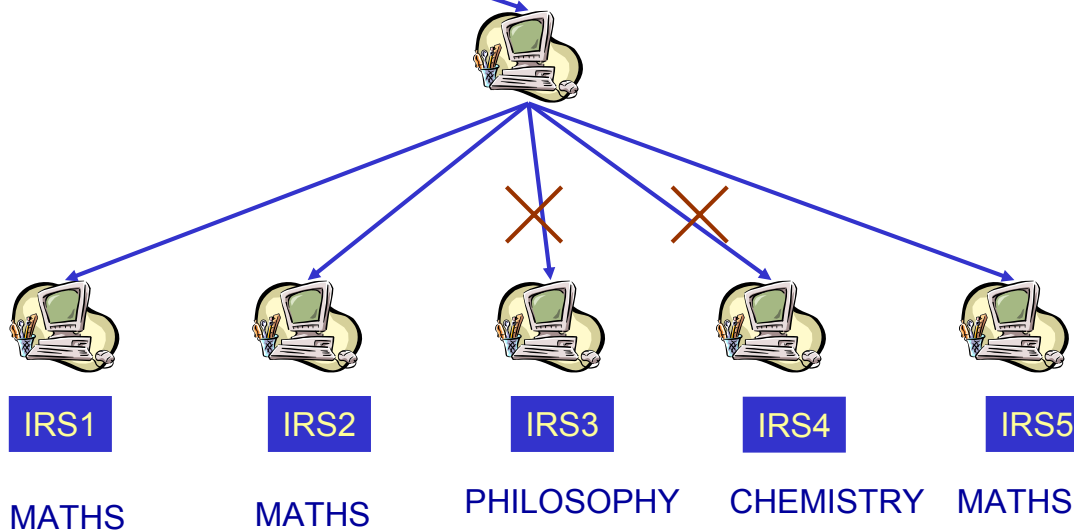 IRS1
IRS2
IRS3
IRS4
IRS5
MATHS
MATHS
PHILOSOPHY
CHEMISTRY
MATHS